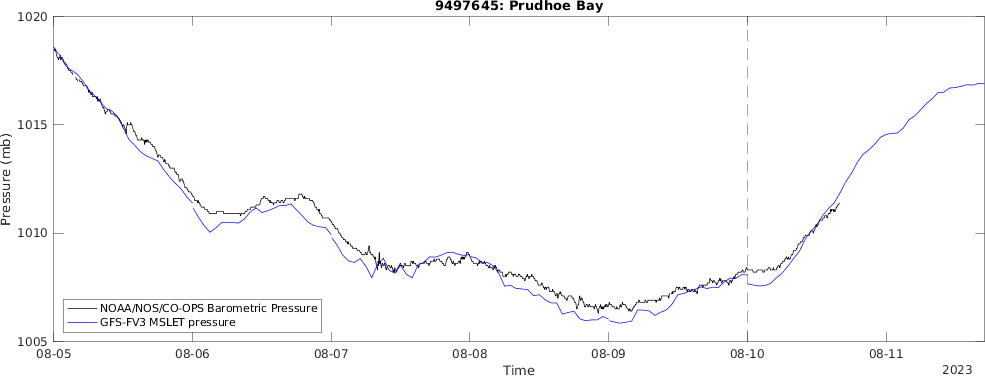 9497645: Prudhoe Bay
1020
1015
1010
1005
Pressure (mb)
NOAA/NOS/CO-OPS Barometric Pressure
GFS-FV3 MSLET pressure
08-05 08-06 08-07 08-08 08-09 08-10 08-11
Time
2023